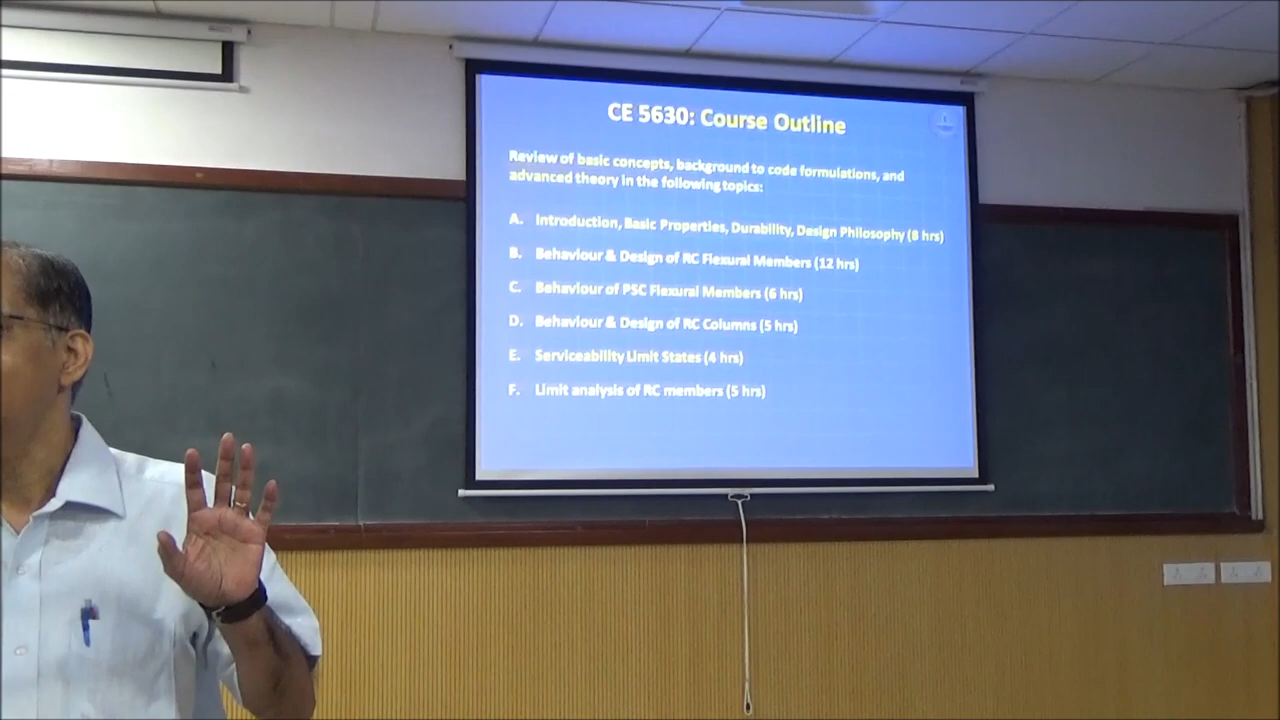 CE 5630: Course Outline
Review of basic concepts, background to code formulations, and
advanced theory in the following topics:
A. Introduction, Basic Properties, Durability, Design Philosophy (8 hrs)
B. Behaviour & Design of RC Flexural Members (12 hrs)
C. Behaviour of PSC Flexural Members (6 hrs)
D. Behaviour & Design of RC Columns (5 hrs)
E. Serviceability Limit States (4 hrs)
F. Limit analysis of RC members (5 hrs)